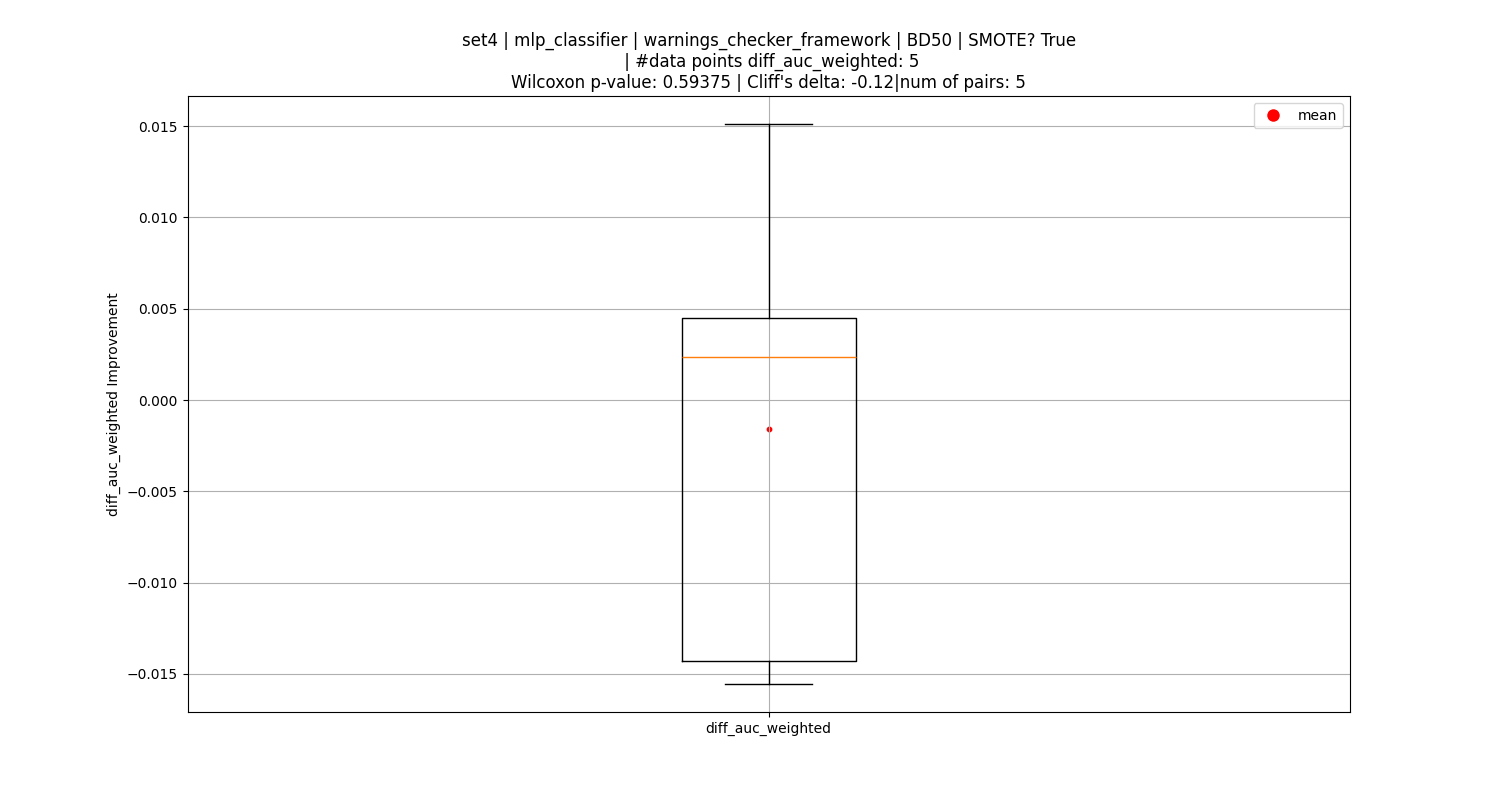 set4 | mlp_classifier | warnings_checker_framework | BD50 | SMOTE? True
| #data points diff_auc_weighted: 5
Wilcoxon p-value: 0.59375 | Cliff's delta: -0.12|num of pairs: 5
mean
0.015
0.010
0.005
0.000
−0.005
−0.010
−0.015
diff_auc_weighted Improvement
diff_auc_weighted